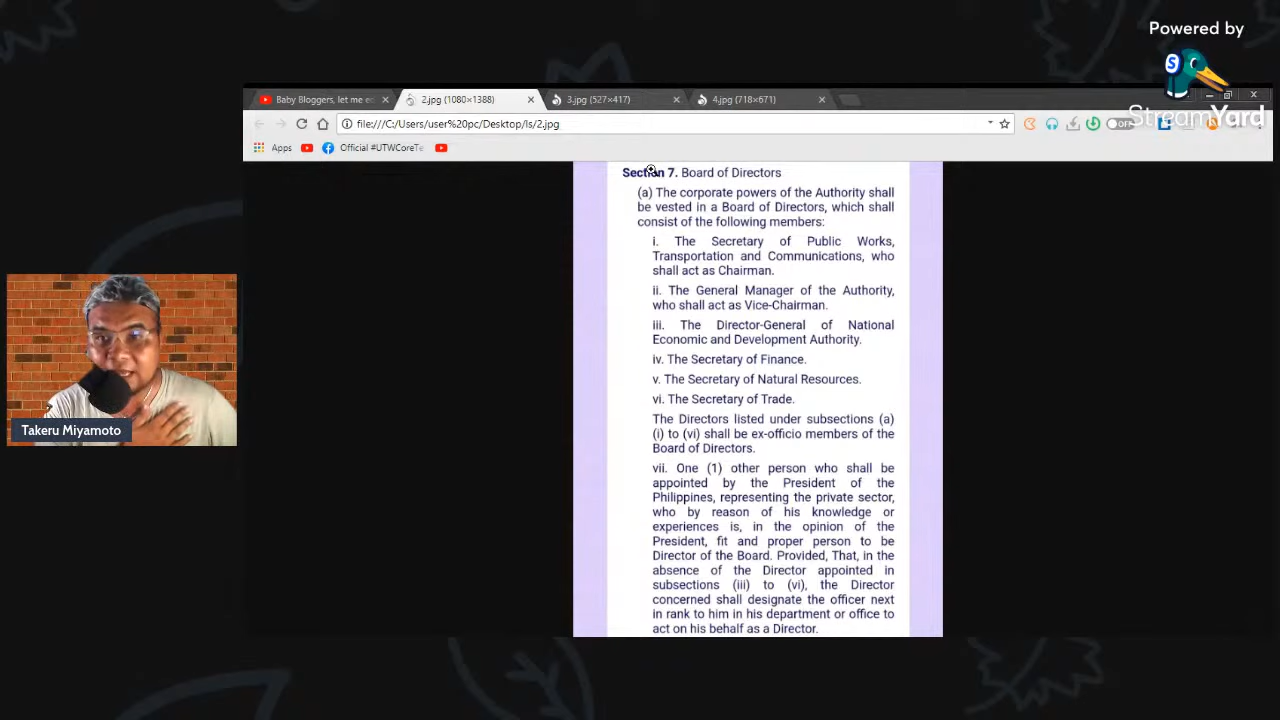 Powered by
S
StreamYard
Baby Bloggers, let me e
2.jpg (1080×1388)
3.jpg (527×417)
4.jpg (718×671)
file:///C:/Users/user%20pc/Desktop/ls/2.jpg
OFF
Apps
Official #UTWCoreTe
Section 7. Board of Directors
(a) The corporate powers of the Authority shall
be vested in a Board of Directors, which shall
consist of the following members:
i. The Secretary of Public Works,
Transportation and Communications, who
shall act as Chairman.
ii. The General Manager of the Authority,
who shall act as Vice-Chairman.
iii. The Director-General of National
Economic and Development Authority.
iv. The Secretary of Finance.
v. The Secretary of Natural Resources.
vi. The Secretary of Trade.
The Directors listed under subsections (a)
(i) to (vi) shall be ex-officio members of the
Board of Directors.
vii. One (1) other person who shall be
appointed by the President of the
Philippines, representing the private sector,
who by reason of his knowledge or
experiences is, in the opinion of the
President, fit and proper person to be
Director of the Board. Provided, That, in the
absence of the Director appointed in
subsections (iii) to (vi), the Director
concerned shall designate the officer next
in rank to him in his department or office to
act on his behalf as a Director.
Takeru Miyamoto